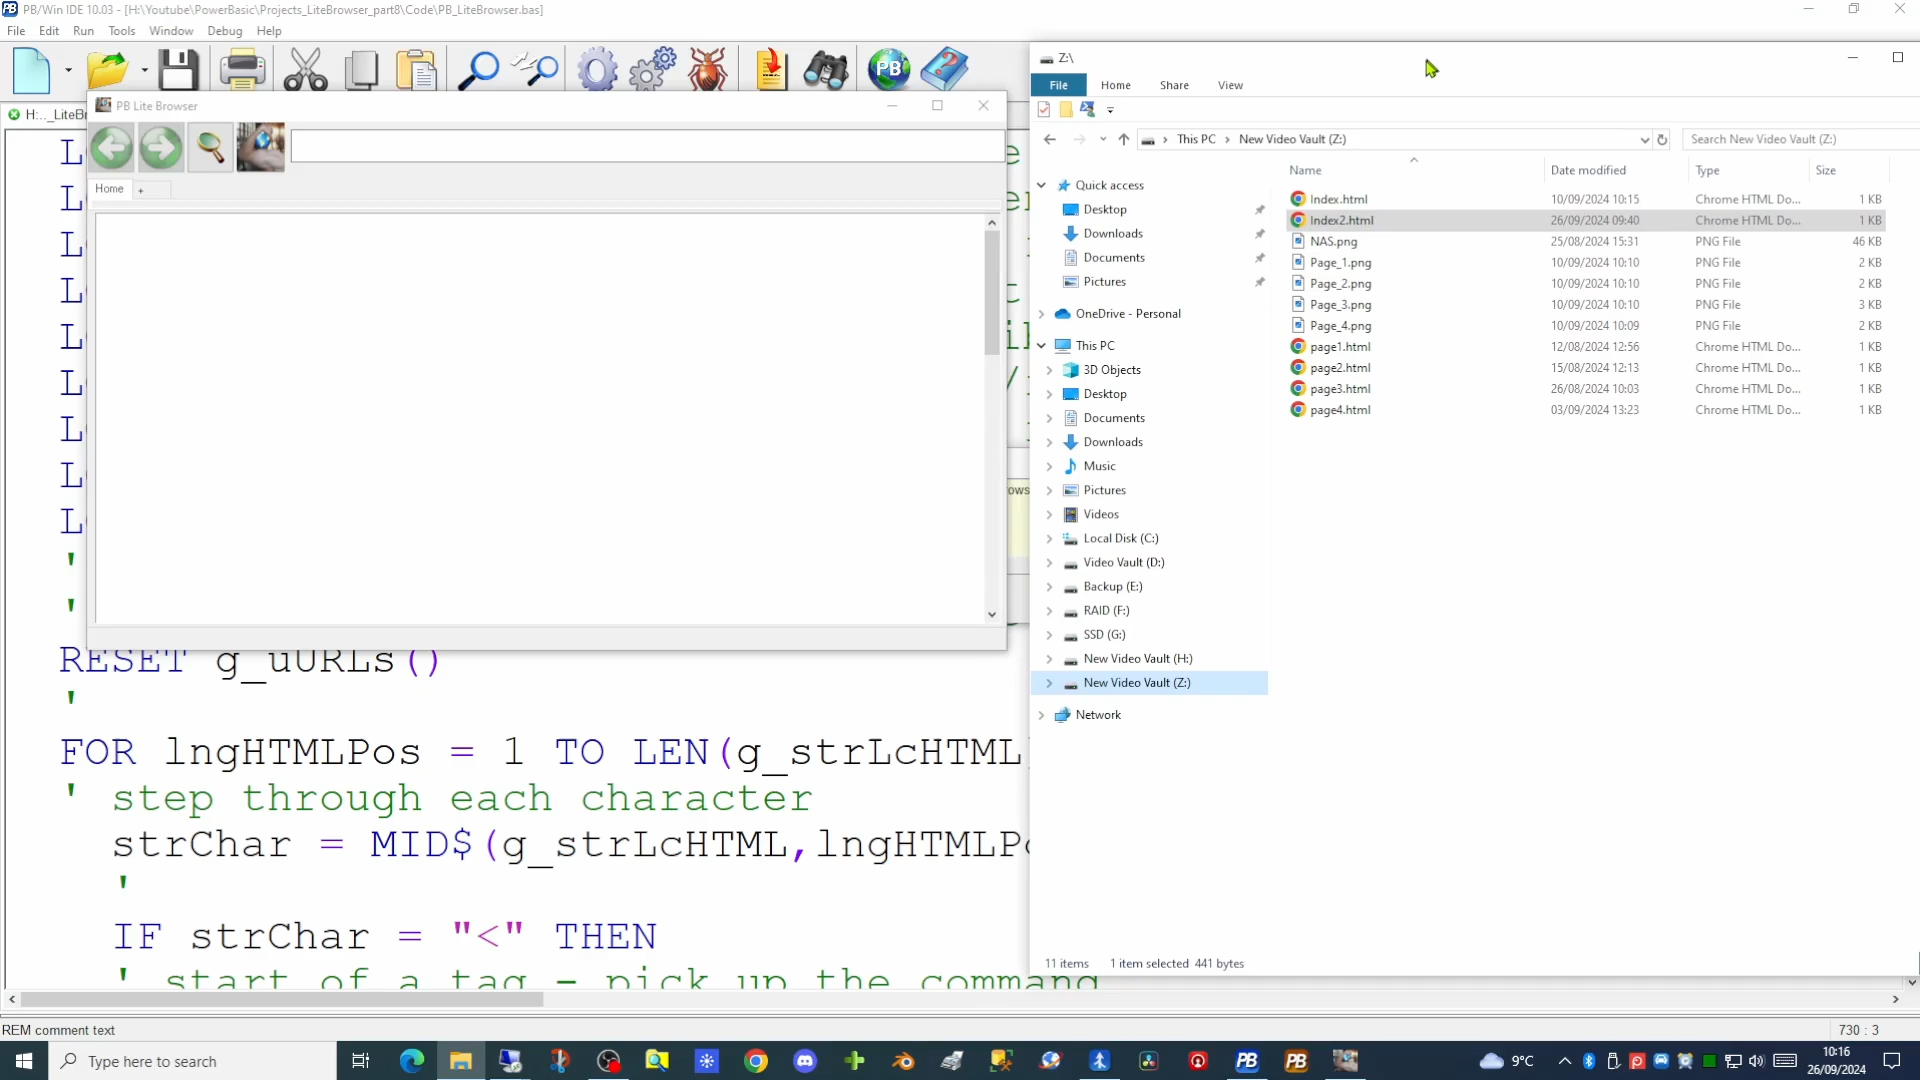 PB/Win IDE 10.03 - [H:\Youtube\PowerBasic\Projects_LiteBrowser_part8\Code\PB_LiteBrowser.bas]
File Edit Run Tools Window Debug Help
H:.._LiteBr
PB Lite Browser
Home +
RESET g_uURLs()
'
FOR lngHTMLPos = 1 TO LEN(g_strLcHTML
' step through each character
strChar = MID$(g_strLcHTML,lngHTMLPo
'
IF strChar = "<" THEN
' start of a tag - pick up the command
Z:\
File Home Share View
This PC > New Video Vault (Z:)
Search New Video Vault (Z:)
Quick access
Desktop
Downloads
Documents
Pictures
OneDrive - Personal
This PC
3D Objects
Desktop
Documents
Downloads
Music
Pictures
Videos
Local Disk (C:)
Video Vault (D:)
Backup (E:)
RAID (F:)
SSD (G:)
New Video Vault (H:)
New Video Vault (Z:)
Network
Name Date modified Type Size
Index.html 10/09/2024 10:15 Chrome HTML Do... 1 KB
Index2.html 26/09/2024 09:40 Chrome HTML Do... 1 KB
NAS.png 25/08/2024 15:31 PNG File 46 KB
Page_1.png 10/09/2024 10:10 PNG File 2 KB
Page_2.png 10/09/2024 10:10 PNG File 2 KB
Page_3.png 10/09/2024 10:10 PNG File 3 KB
Page_4.png 10/09/2024 10:09 PNG File 2 KB
page1.html 12/08/2024 12:56 Chrome HTML Do... 1 KB
page2.html 15/08/2024 12:13 Chrome HTML Do... 1 KB
page3.html 26/08/2024 10:03 Chrome HTML Do... 1 KB
page4.html 03/09/2024 13:23 Chrome HTML Do... 1 KB
11 items 1 item selected 441 bytes
REM comment text
730 : 3
Type here to search
9°C
10:16
26/09/2024